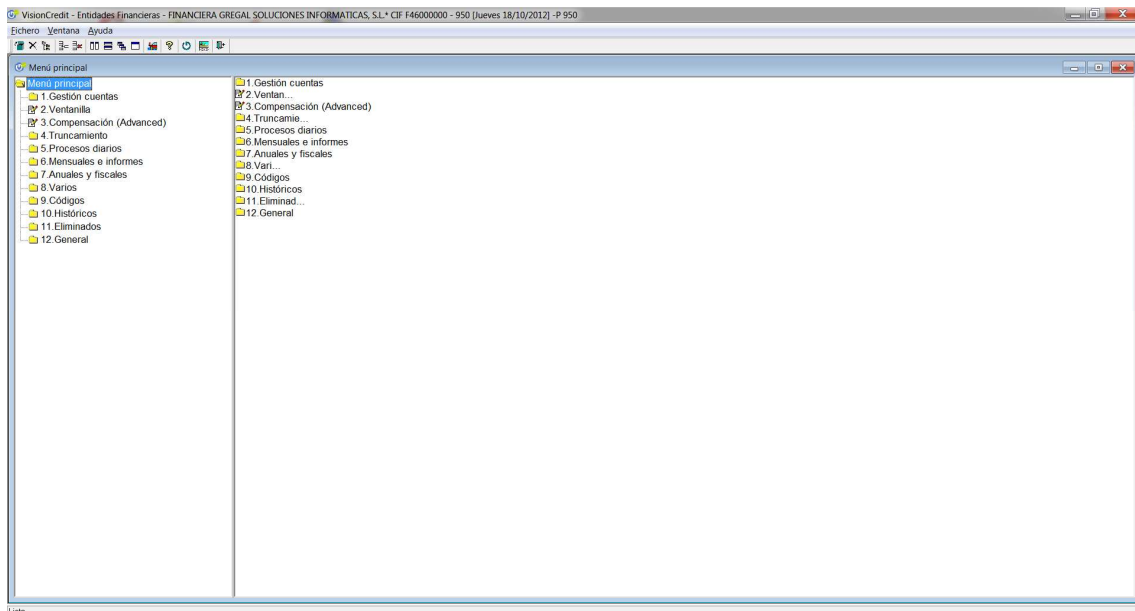 VisionCredit - Entidades Financieras - FINANCIERA GREGAL SOLUCIONES INFORMATICAS, S.L.* CIF F46000000 - 950 [Jueves 18/10/2012] -P 950
Fichero Ventana Ayuda
Menú principal
Menú principal
1.Gestión cuentas
2.Ventanilla
3.Compensación (Advanced)
4.Truncamiento
5.Procesos diarios
6.Mensuales e informes
7.Anuales y fiscales
8.Varios
9.Códigos
10.Históricos
11.Eliminados
12.General
1.Gestión cuentas
2.Ventan...
3.Compensación (Advanced)
4.Truncamie...
5.Procesos diarios
6.Mensuales e informes
7.Anuales y fiscales
8.Vari...
9.Códigos
10.Históricos
11.Eliminad...
12.General